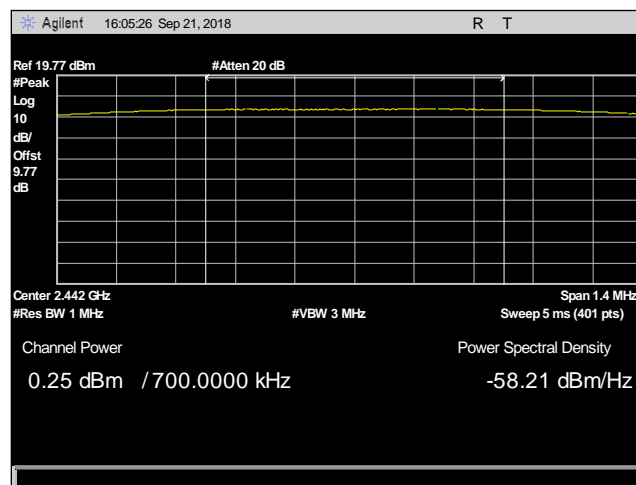 Agilent 16:05:26 Sep 21, 2018 R T
Ref 19.77 dBm #Atten 20 dB
#Peak
Log
10
dB/
Offst
9.77
dB
Center 2.442 GHz Span 1.4 MHz
#Res BW 1 MHz #VBW 3 MHz Sweep 5 ms (401 pts)
Channel Power Power Spectral Density
0.25 dBm / 700.0000 kHz -58.21 dBm/Hz